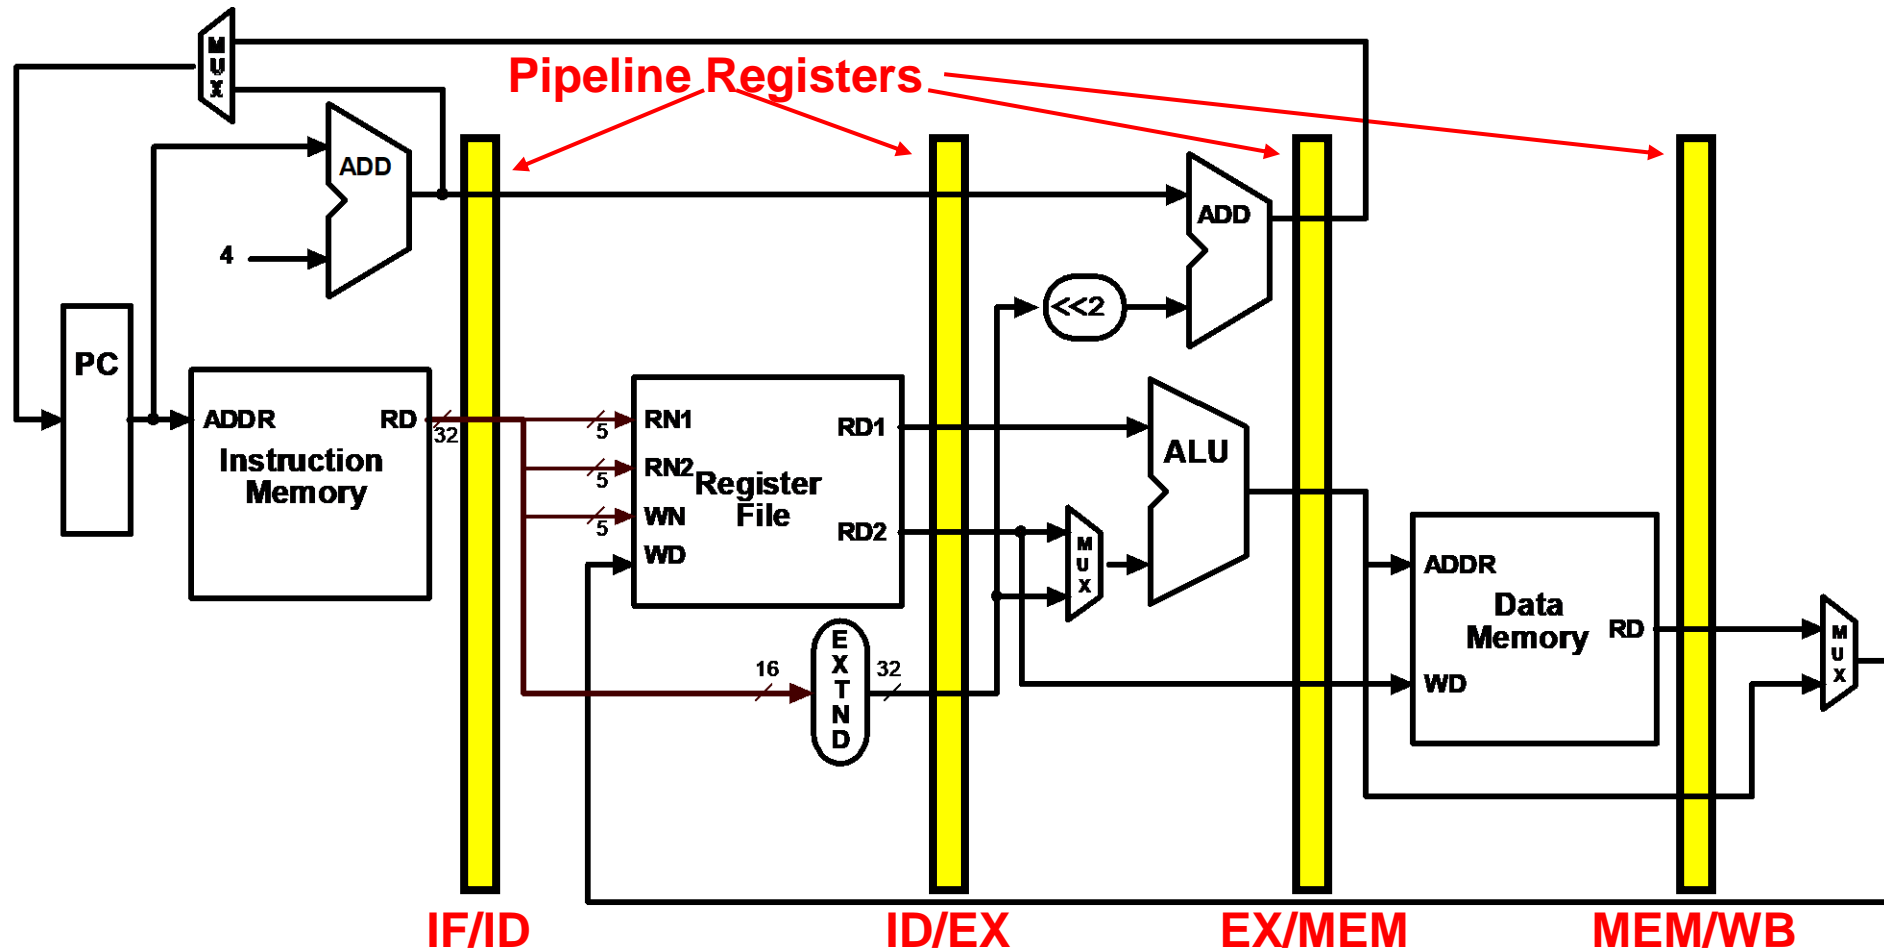 MUX
Pipeline Registers
ADD
4
ADD
<<2
PC
ADDR
RD
32
Instruction
Memory
RN1
5
RN2
5
WN
5
WD
Register
File
RD1
RD2
ALU
MUX
EXTND
16
32
ADDR
Data
Memory
RD
WD
MUX
IF/ID
ID/EX
EX/MEM
MEM/WB